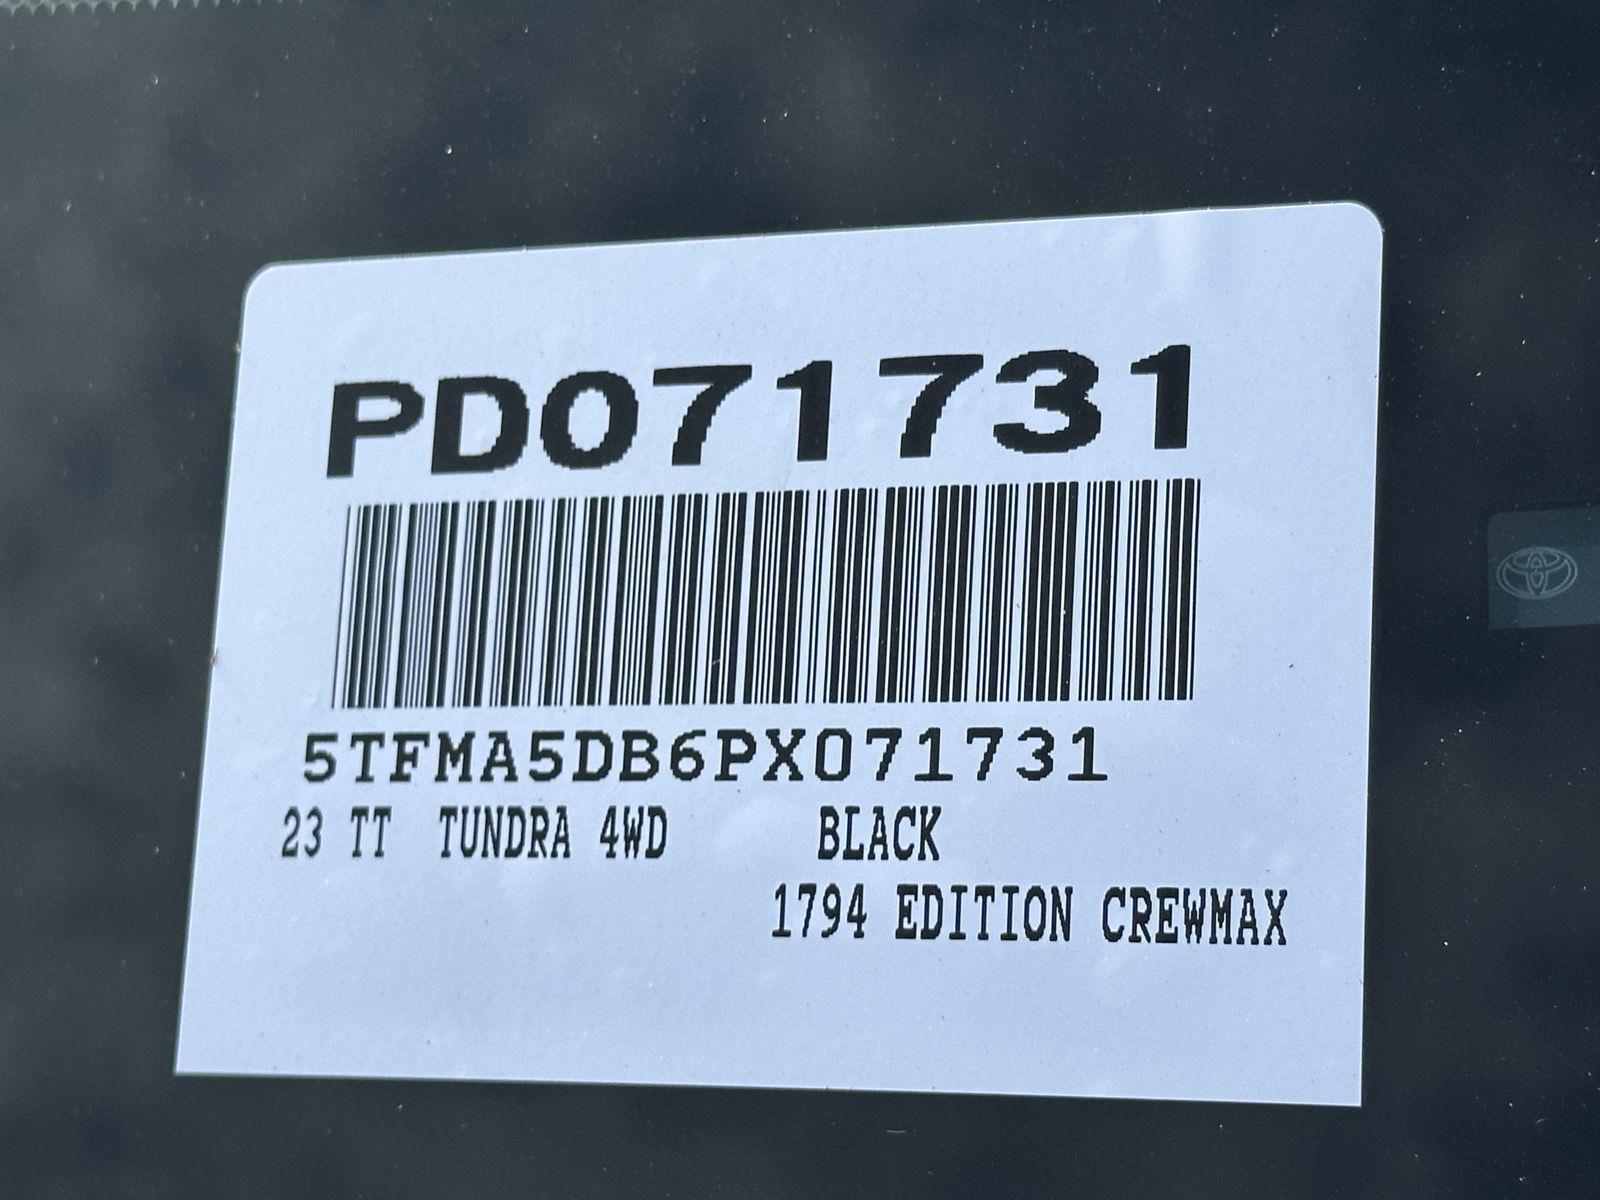 PD071731
5TFMA5DB6PX071731
23 TT TUNDRA 4WD BLACK
1794 EDITION CREWMAX